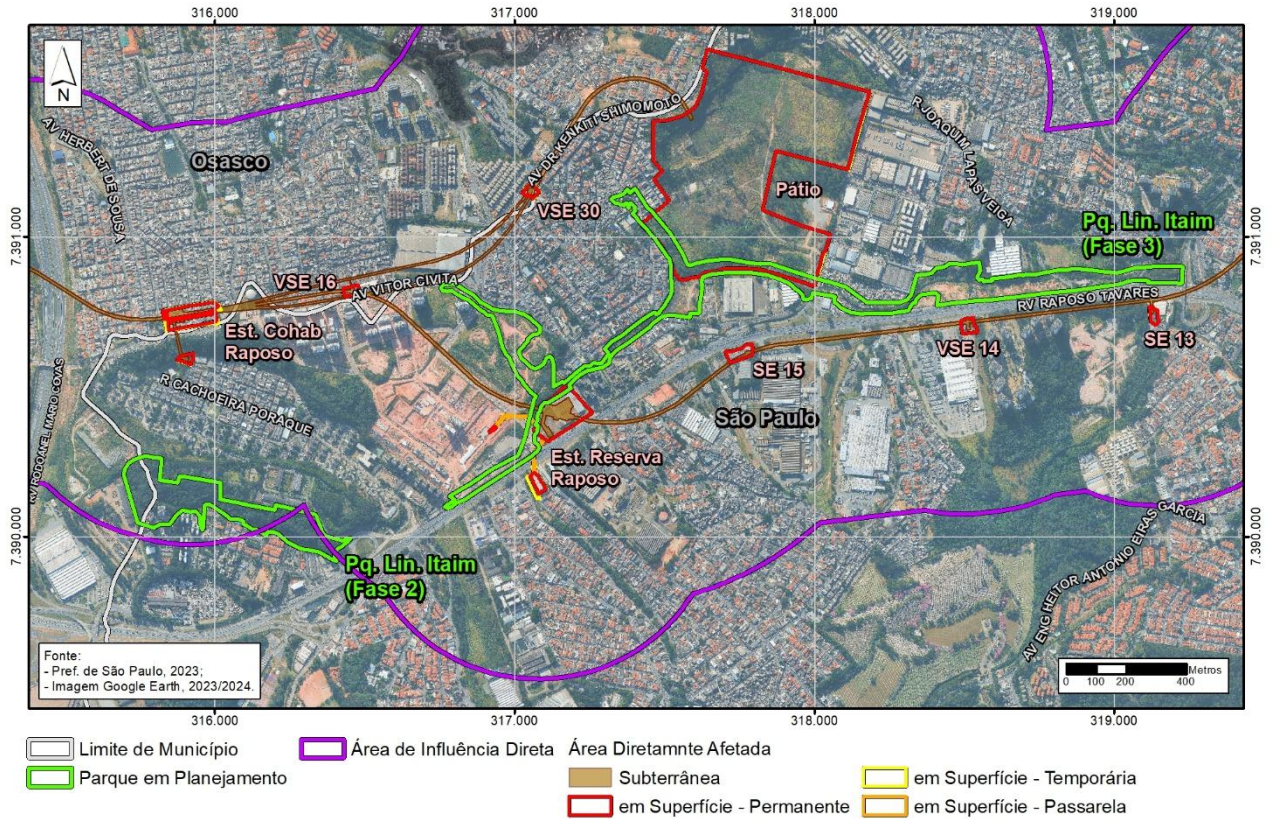 316.000
317.000
318.000
319.000
N
AV HERBERT DE SOUSA
Osasco
AV DR KENKITI SHIMOMOTO
R JOAQUIM LAPAS VEIGA
Pátio
VSE 30
7.391.000
7.391.000
Pq. Lin. Itaim
(Fase 3)
VSE 16
AV VITOR CIVITA
RV RAPOSO TAVARES
Est. Cohab
Raposo
VSE 14
SE 13
SE 15
R CACHOEIRA PORAQUE
São Paulo
RV RODOANEL MARIO COVAS
Est. Reserva
Raposo
7.390.000
7.390.000
Pq. Lin. Itaim
(Fase 2)
AV ENG HEITOR ANTONIO EIRAS GARCIA
Fonte:
- Pref. de São Paulo, 2023;
- Imagem Google Earth, 2023/2024.
Metros
0 100 200 400
316.000
317.000
318.000
319.000
Limite de Município
Área de Influência Direta
Área Diretamnte Afetada
Parque em Planejamento
Subterrânea
em Superfície - Temporária
em Superfície - Permanente
em Superfície - Passarela